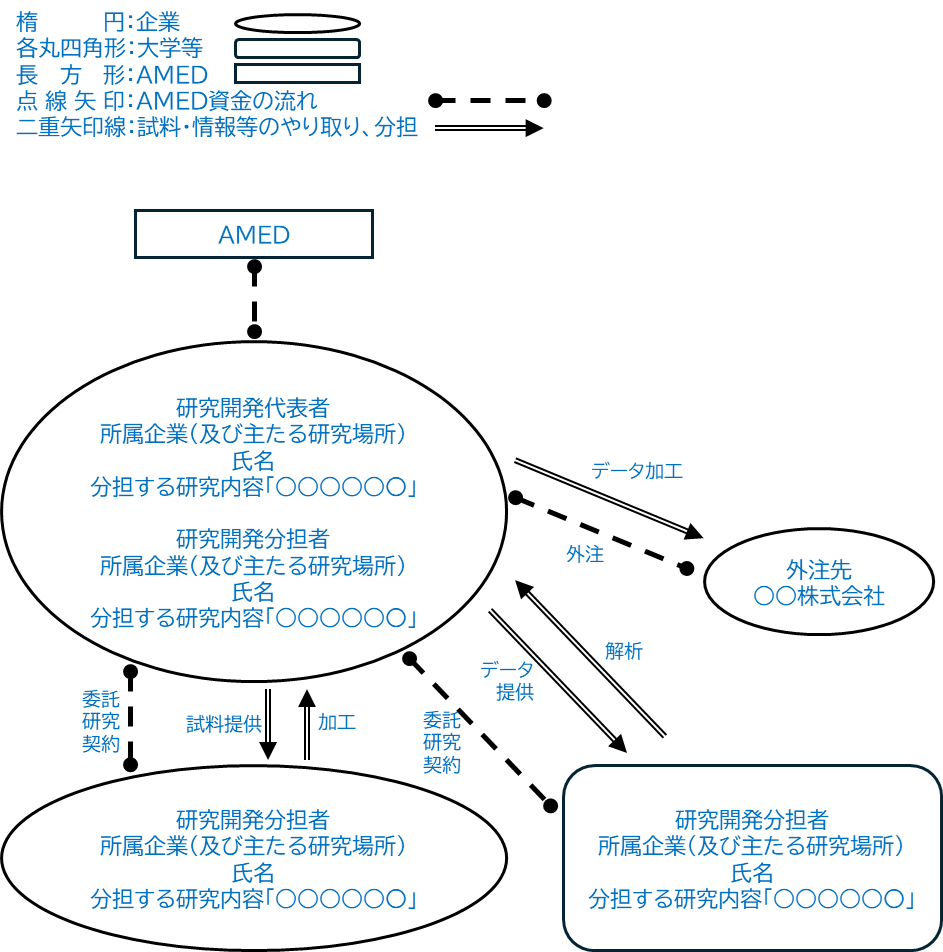 楕円：企業
各丸四角形：大学等
長方形：AMED
点線矢印：AMED資金の流れ
二重矢印線：試料・情報等のやり取り、分担
AMED
研究開発代表者
所属企業（及び主たる研究場所）
氏名
分担する研究内容「〇〇〇〇〇〇」
研究開発分担者
所属企業（及び主たる研究場所）
氏名
分担する研究内容「〇〇〇〇〇〇」
データ加工
外注
外注先
〇〇株式会社
解析
データ
提供
委託
研究
契約
試料提供
加工
委託
研究
契約
研究開発分担者
所属企業（及び主たる研究場所）
氏名
分担する研究内容「〇〇〇〇〇〇」
研究開発分担者
所属企業（及び主たる研究場所）
氏名
分担する研究内容「〇〇〇〇〇〇」